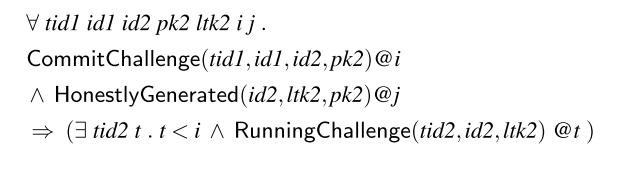 ∀ tid1 id1 id2 pk2 ltk2 i j .
CommitChallenge(tid1,id1,id2,pk2)@i
∧ HonestlyGenerated(id2,ltk2,pk2)@j
⇒ (∃ tid2 t . t < i ∧ RunningChallenge(tid2,id2,ltk2) @t )